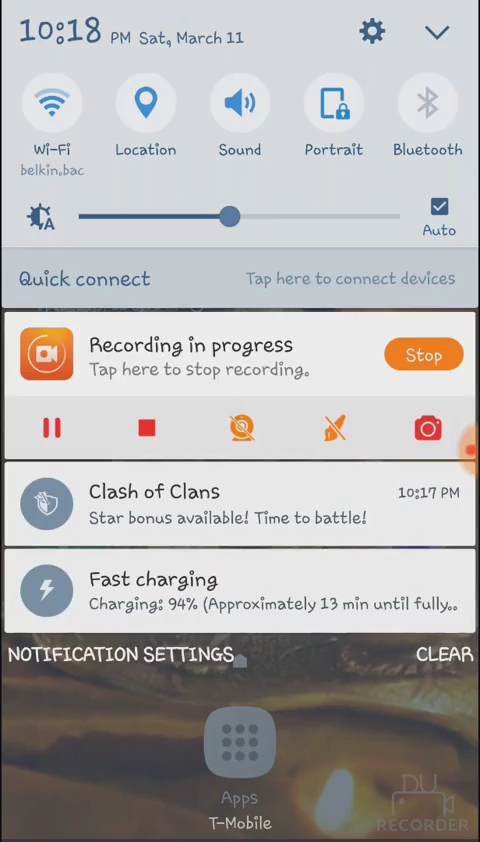 10:18 PM Sat, March 11
Wi-Fi Location Sound Portrait Bluetooth
belkin.bac
A
Auto
Quick connect Tap here to connect devices
Recording in progress
Tap here to stop recording.
Stop
Clash of Clans 10:17 PM
Star bonus available! Time to battle!
Fast charging
Charging: 94% (Approximately 13 min until fully..
NOTIFICATION SETTINGS CLEAR
Apps
T-Mobile
DU
RECORDER